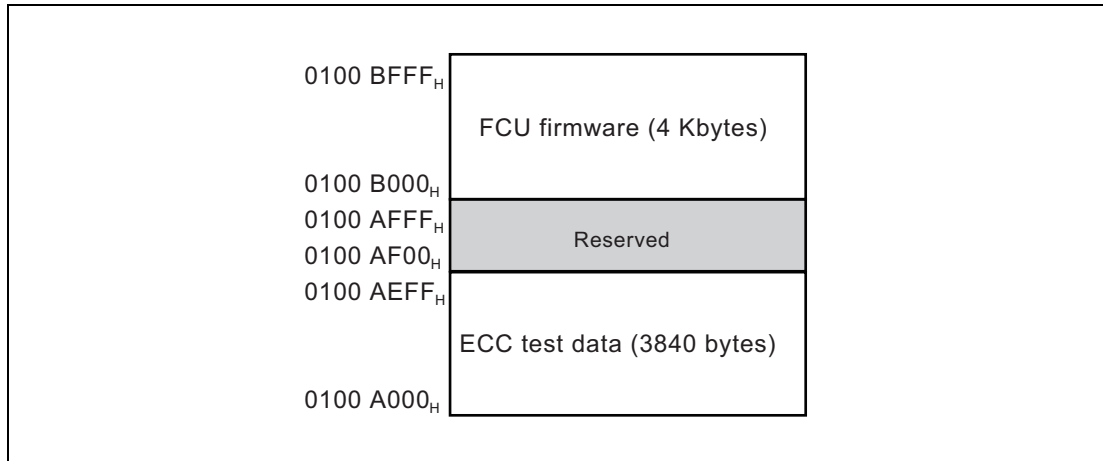 0100 BFFFH
FCU firmware (4 Kbytes)
0100 B000H
0100 AFFFH
Reserved
0100 AF00H
0100 AEFFH
ECC test data (3840 bytes)
0100 A000H